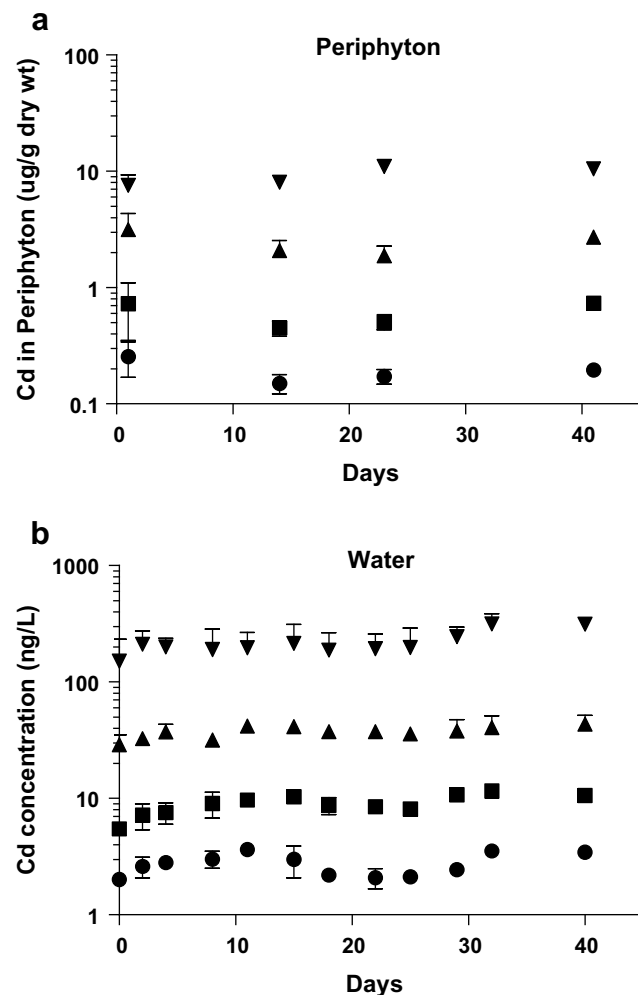 a
Periphyton
Cd in Periphyton (ug/g dry wt)
100
10
1
0.1
0 10 20 30 40
Days
b
Water
Cd concentration (ng/L)
1000
100
10
1
0 10 20 30 40
Days